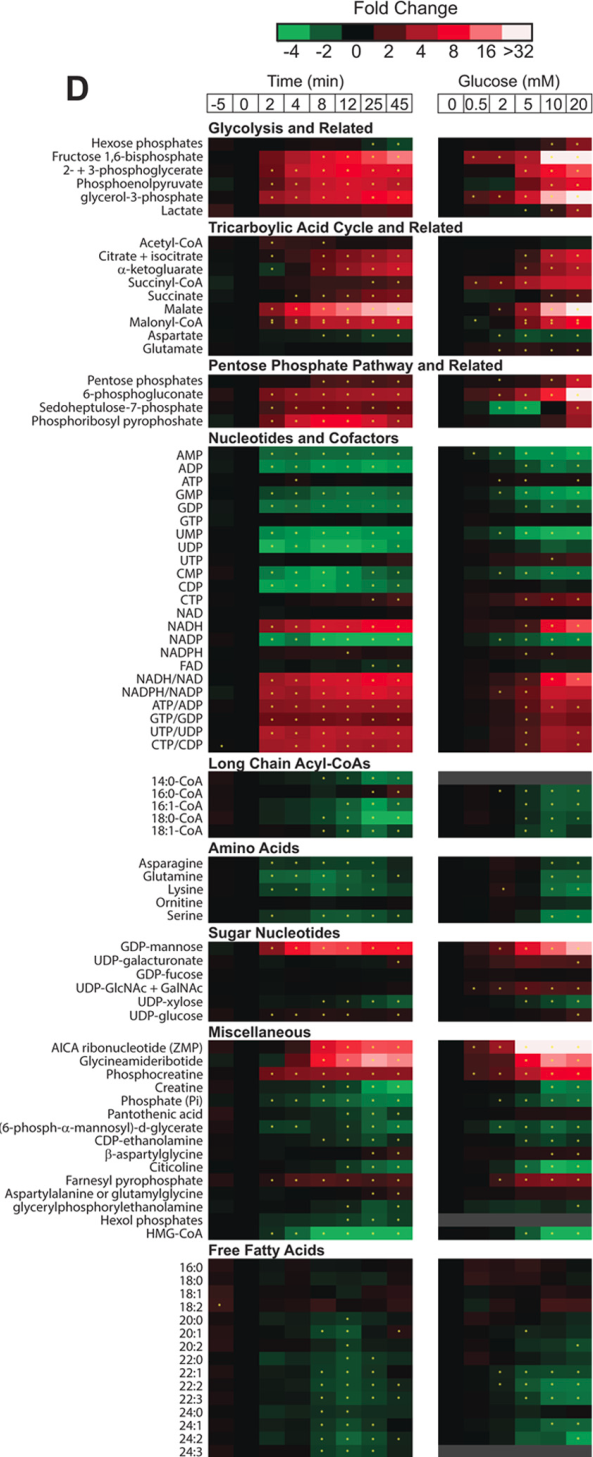 Fold Change
-4 -2 0 2 4 8 16 >32
D
Time (min) Glucose (mM)
-5 0 2 4 8 12 25 45 0 0.5 2 5 10 20
Glycolysis and Related
Hexose phosphates
Fructose 1,6-bisphosphate
2- + 3-phosphoglycerate
Phosphoenolpyruvate
glycerol-3-phosphate
Lactate
Tricarboylic Acid Cycle and Related
Acetyl-CoA
Citrate + isocitrate
α-ketogluarate
Succinyl-CoA
Succinate
Malate
Malonyl-CoA
Aspartate
Glutamate
Pentose Phosphate Pathway and Related
Pentose phosphates
6-phosphogluconate
Sedoheptulose-7-phosphate
Phosphoribosyl pyrophoshate
Nucleotides and Cofactors
AMP
ADP
ATP
GMP
GDP
GTP
UMP
UDP
UTP
CMP
CDP
CTP
NAD
NADH
NADP
NADPH
FAD
NADH/NAD
NADPH/NADP
ATP/ADP
GTP/GDP
UTP/UDP
CTP/CDP
Long Chain Acyl-CoAs
14:0-CoA
16:0-CoA
16:1-CoA
18:0-CoA
18:1-CoA
Amino Acids
Asparagine
Glutamine
Lysine
Ornitine
Serine
Sugar Nucleotides
GDP-mannose
UDP-galacturonate
GDP-fucose
UDP-GlcNAc + GalNAc
UDP-xylose
UDP-glucose
Miscellaneous
AICA ribonucleotide (ZMP)
Glycineamideribotide
Phosphocreatine
Creatine
Phosphate (Pi)
Pantothenic acid
(6-phosph-α-mannosyl)-d-glycerate
CDP-ethanolamine
β-aspartylglycine
Citicoline
Farnesyl pyrophosphate
Aspartylalanine or glutamylglycine
glycerylphosphorylethanolamine
Hexol phosphates
HMG-CoA
Free Fatty Acids
16:0
18:0
18:1
18:2
20:0
20:1
20:2
22:0
22:1
22:2
22:3
24:0
24:1
24:2
24:3